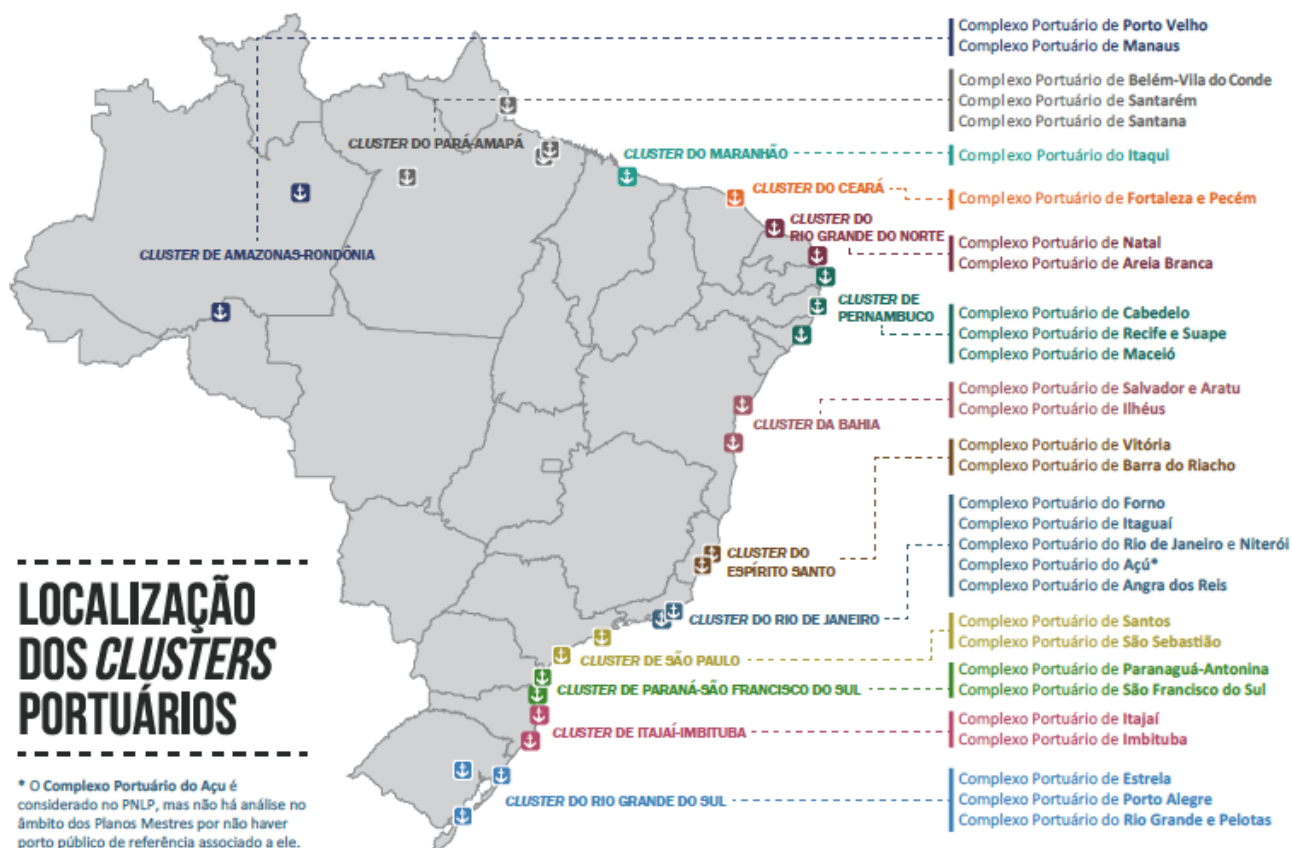 Complexo Portuário de Porto Velho
Complexo Portuário de Manaus
Complexo Portuário de Belém-Vila do Conde
Complexo Portuário de Santarém
Complexo Portuário de Santana
CLUSTER DO PARÁ-AMAPÁ
CLUSTER DO MARANHÃO
Complexo Portuário do Itaqui
CLUSTER DO CEARÁ
Complexo Portuário de Fortaleza e Pecém
CLUSTER DO
RIO GRANDE DO NORTE
Complexo Portuário de Natal
Complexo Portuário de Areia Branca
CLUSTER DE AMAZONAS-RONDÔNIA
CLUSTER DE
PERNAMBUCO
Complexo Portuário de Cabedelo
Complexo Portuário de Recife e Suape
Complexo Portuário de Maceió
Complexo Portuário de Salvador e Aratu
Complexo Portuário de Ilhéus
CLUSTER DA BAHIA
Complexo Portuário de Vitória
Complexo Portuário de Barra do Riacho
CLUSTER DO
ESPÍRITO SANTO
Complexo Portuário do Forno
Complexo Portuário de Itaguaí
Complexo Portuário do Rio de Janeiro e Niterói
Complexo Portuário do Açú*
Complexo Portuário de Angra dos Reis
CLUSTER DO RIO DE JANEIRO
Complexo Portuário de Santos
Complexo Portuário de São Sebastião
CLUSTER DE SÃO PAULO
Complexo Portuário de Paranaguá-Antonina
Complexo Portuário de São Francisco do Sul
CLUSTER DE PARANÁ-SÃO FRANCISCO DO SUL
Complexo Portuário de Itajaí
Complexo Portuário de Imbituba
CLUSTER DE ITAJAÍ-IMBITUBA
Complexo Portuário de Estrela
Complexo Portuário de Porto Alegre
Complexo Portuário do Rio Grande e Pelotas
CLUSTER DO RIO GRANDE DO SUL
LOCALIZAÇÃO
DOS CLUSTERS
PORTUÁRIOS
* O Complexo Portuário do Açu é
considerado no PNLP, mas não há análise no
âmbito dos Planos Mestres por não haver
porto público de referência associado a ele.